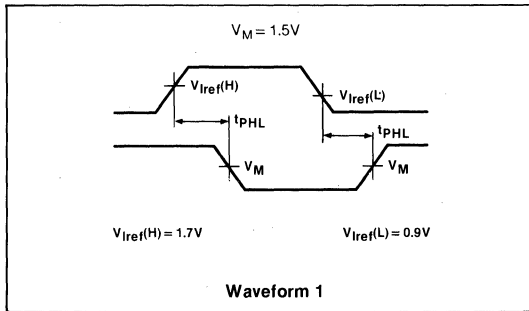 VM = 1.5V
VIref(H)
VIref(L)
tPHL
tPHL
VM
VM
VIref(H) = 1.7V
VIref(L) = 0.9V
Waveform 1